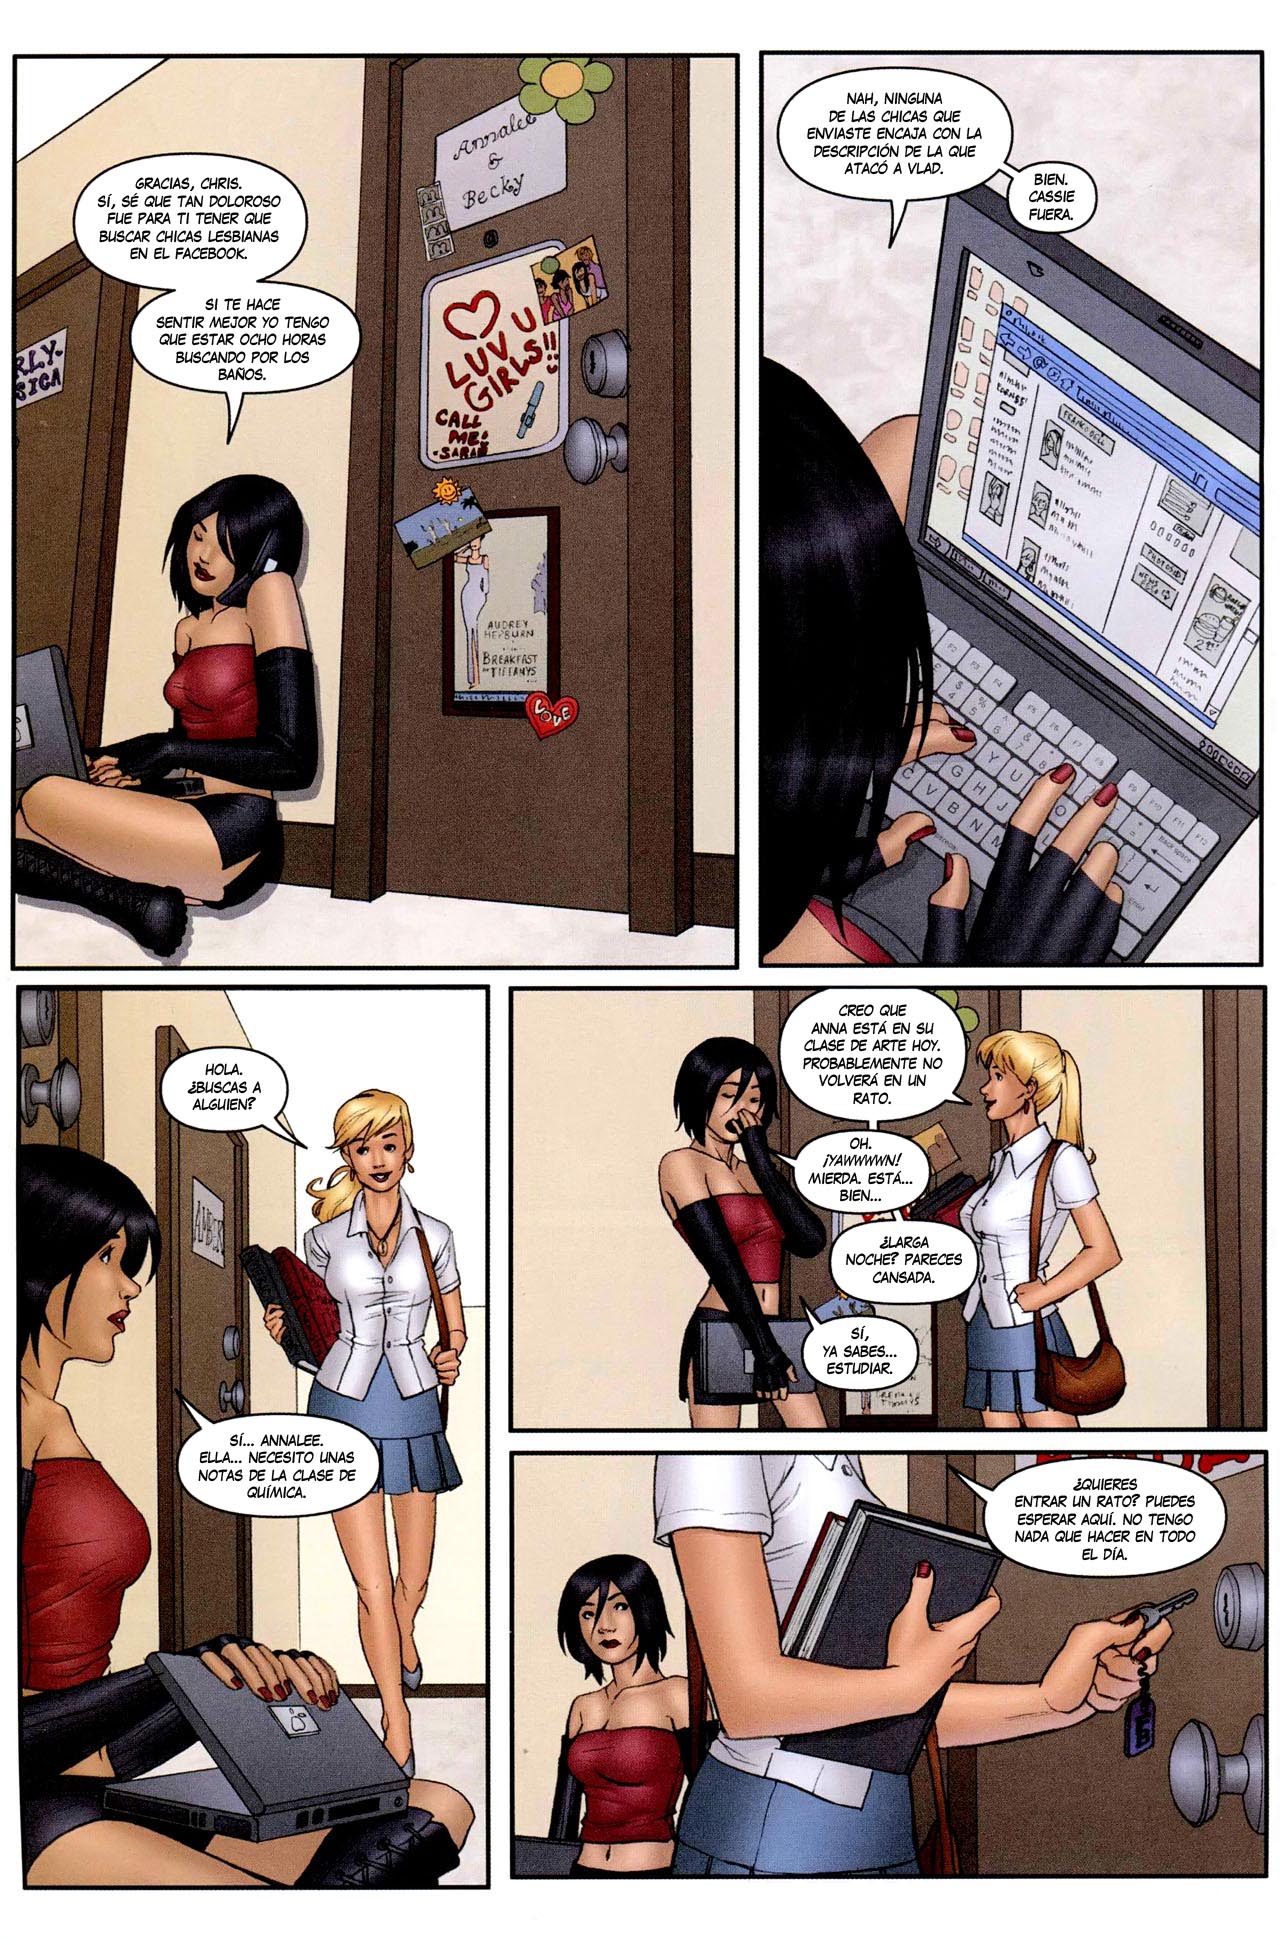 GRACIAS, CHRIS.
SÍ, SÉ QUE TAN DOLOROSO
FUE PARA TI TENER QUE
BUSCAR CHICAS LESBIANAS
EN EL FACEBOOK.
SI TE HACE
SENTIR MEJOR YO TENGO
QUE ESTAR OCHO HORAS
BUSCANDO POR LOS
BAÑOS.
Annalee
&
Becky
LUV U
GIRLS!!
CALL
ME!
-SARAH
AUDREY
HEPBURN
in
BREAKFAST
at TIFFANYS
LOVE
NAH, NINGUNA
DE LAS CHICAS QUE
ENVIASTE ENCAJA CON LA
DESCRIPCIÓN DE LA QUE
ATACÓ A VLAD.
BIEN.
CASSIE
FUERA.
PHOTOS
back space
HOLA.
¿BUSCAS A
ALGUIEN?
SÍ... ANNALEE.
ELLA... NECESITO UNAS
NOTAS DE LA CLASE DE
QUÍMICA.
CREO QUE
ANNA ESTÁ EN SU
CLASE DE ARTE HOY.
PROBABLEMENTE NO
VOLVERÁ EN UN
RATO.
OH.
¡YAWWWWN!
MIERDA. ESTÁ...
BIEN...
¿LARGA
NOCHE? PARECES
CANSADA.
SÍ,
YA SABES...
ESTUDIAR.
¿QUIERES
ENTRAR UN RATO? PUEDES
ESPERAR AQUÍ. NO TENGO
NADA QUE HACER EN TODO
EL DÍA.